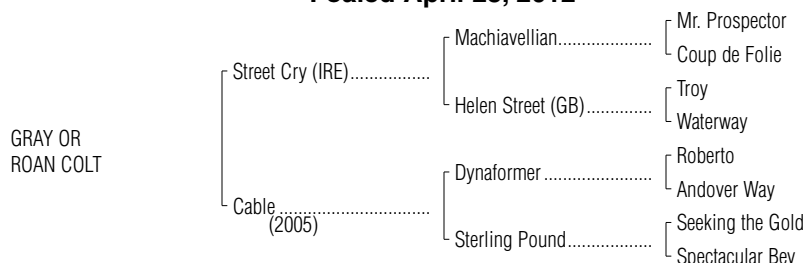 Foaled April 23, 2012
Mr. Prospector
Machiavellian
Coup de Folie
Street Cry (IRE)
Troy
Helen Street (GB)
Waterway
GRAY OR
ROAN COLT
Roberto
Dynaformer
Andover Way
Cable
(2005)
Seeking the Gold
Sterling Pound
Spectacular Bev